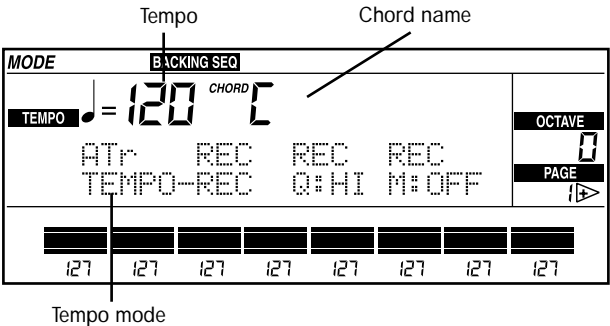 Tempo Chord name
MODE BACKING SEQ
TEMPO ♩ = 120 CHORD C
OCTAVE
0
ATr REC REC REC
PAGE
TEMPO-REC Q:HI M:OFF
1 +
127 127 127 127 127 127 127 127
Tempo mode